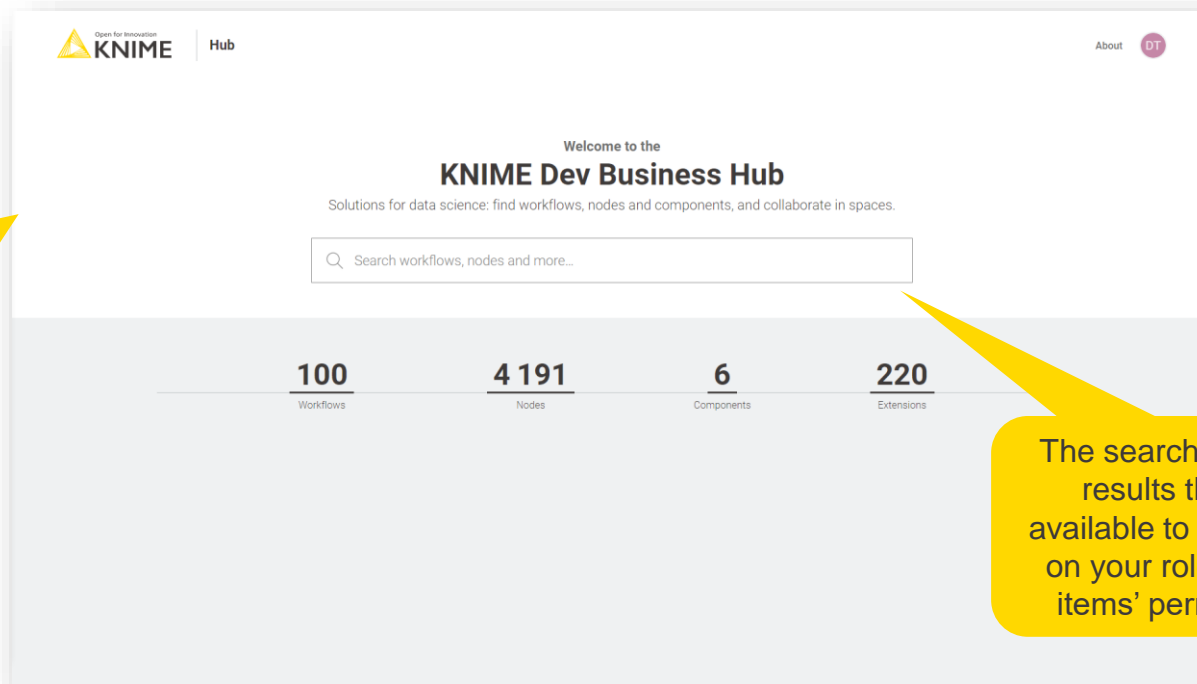 Open for Innovation
KNIME
Hub
About
DT
Welcome to the
KNIME Dev Business Hub
Solutions for data science: find workflows, nodes and components, and collaborate in spaces.
Search workflows, nodes and more...
100
4 191
6
220
Workflows
Nodes
Components
Extensions
The search
results
available to
on your
items'